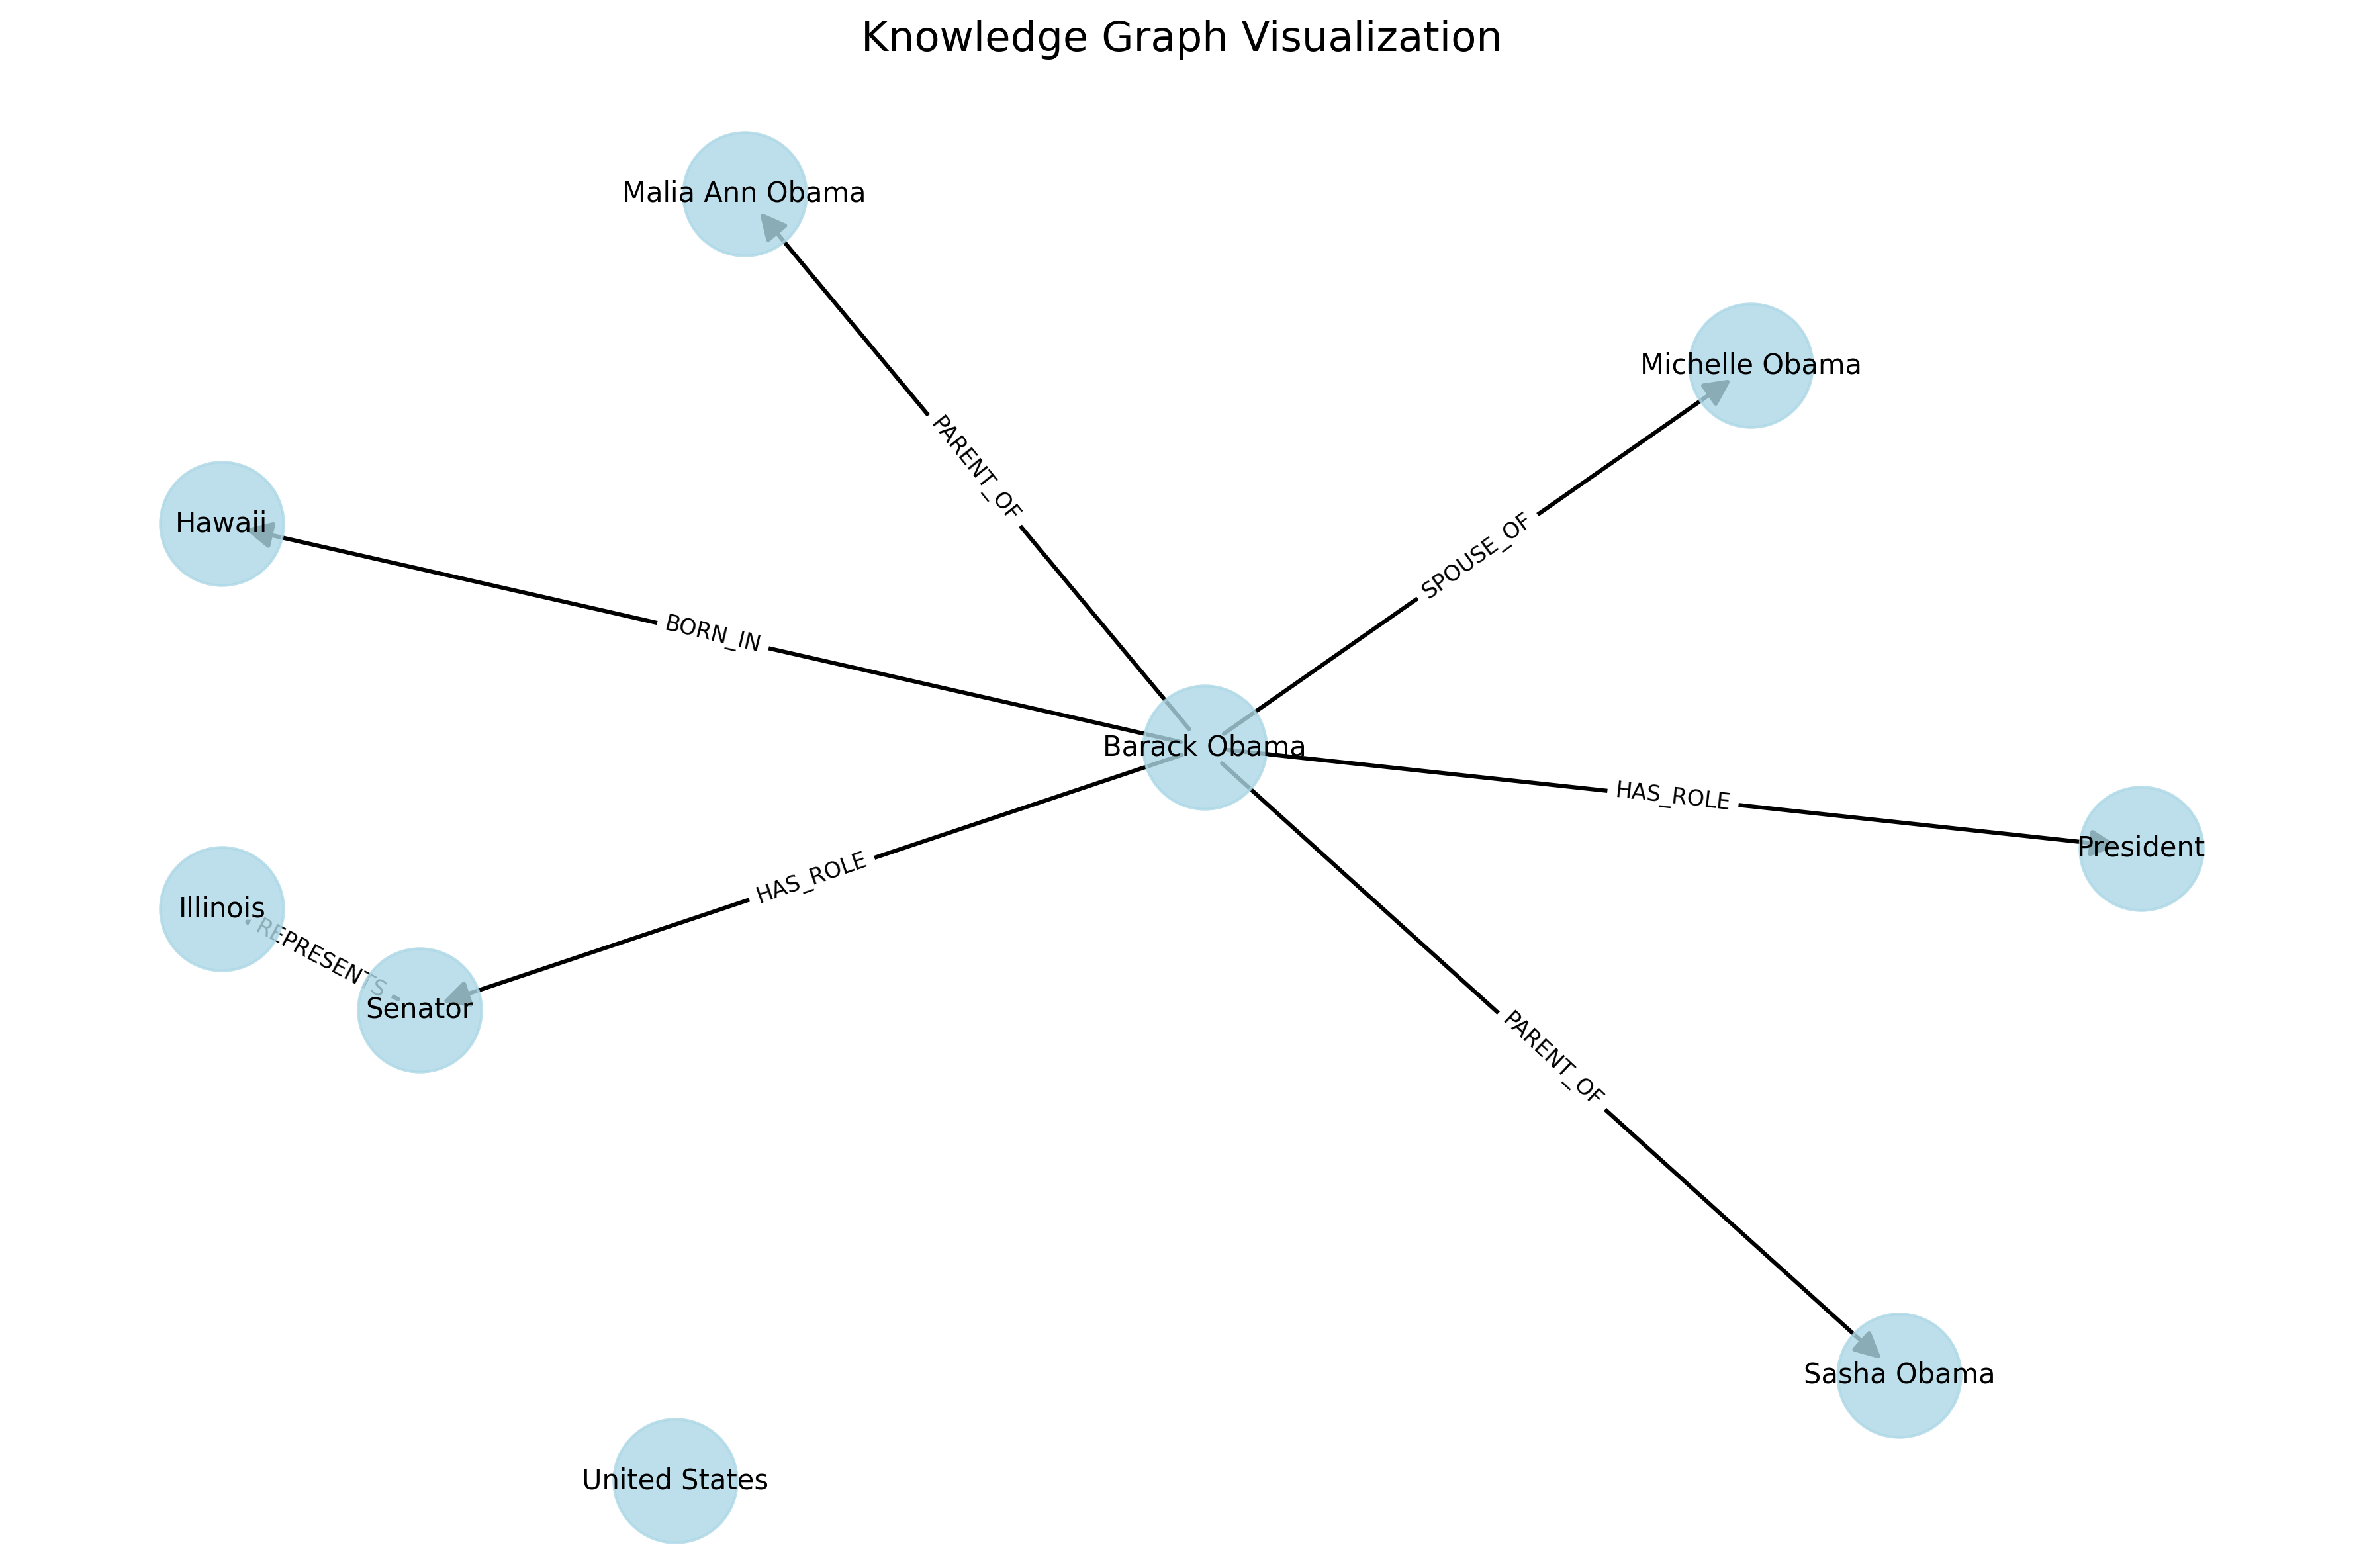 Knowledge Graph Visualization
Malia Ann Obama
Michelle Obama
PARENT_OF
Hawaii
SPOUSE_OF
BORN_IN
Barack Obama
HAS_ROLE
President
HAS_ROLE
Illinois
REPRESENTS
Senator
PARENT_OF
Sasha Obama
United States